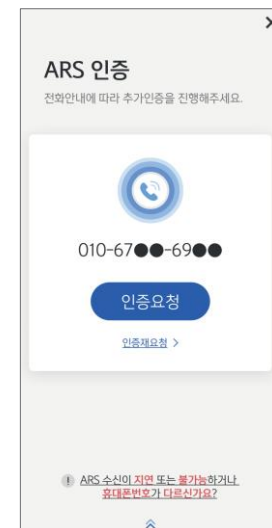 ARS 인증
전화안내에 따라 추가인증을 진행해주세요.
010-67●●-69●●
인증요청
인증재요청 >
! ARS 수신이 지연 또는 불가능하거나
휴대폰번호가 다르신가요?